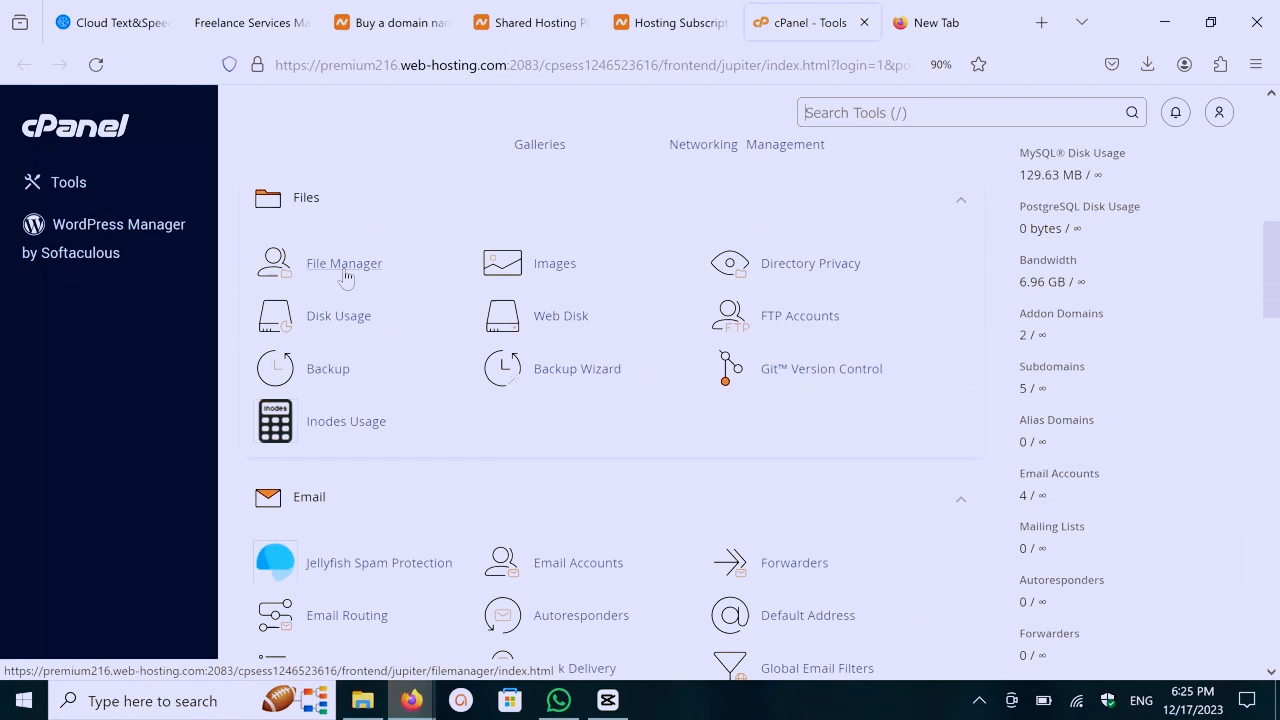 Cloud Text&Spee
Freelance Services Ma
Buy a domain nam
Shared Hosting P
Hosting Subscript
cPanel - Tools
New Tab
https://premium216.web-hosting.com:2083/cpsess1246523616/frontend/jupiter/index.html?login=1&po
90%
cPanel
Search Tools (/)
Tools
WordPress Manager
by Softaculous
Galleries
Networking
Management
Files
File Manager
Images
Directory Privacy
Disk Usage
Web Disk
FTP Accounts
FTP
Backup
Backup Wizard
Git™ Version Control
inodes
Inodes Usage
Email
Jellyfish Spam Protection
Email Accounts
Forwarders
Email Routing
Autoresponders
Default Address
k Delivery
Global Email Filters
MySQL® Disk Usage
129.63 MB / ∞
PostgreSQL Disk Usage
0 bytes / ∞
Bandwidth
6.96 GB / ∞
Addon Domains
2 / ∞
Subdomains
5 / ∞
Alias Domains
0 / ∞
Email Accounts
4 / ∞
Mailing Lists
0 / ∞
Autoresponders
0 / ∞
Forwarders
0 / ∞
https://premium216.web-hosting.com:2083/cpsess1246523616/frontend/jupiter/filemanager/index.html
Type here to search
ENG
6:25 PM
12/17/2023